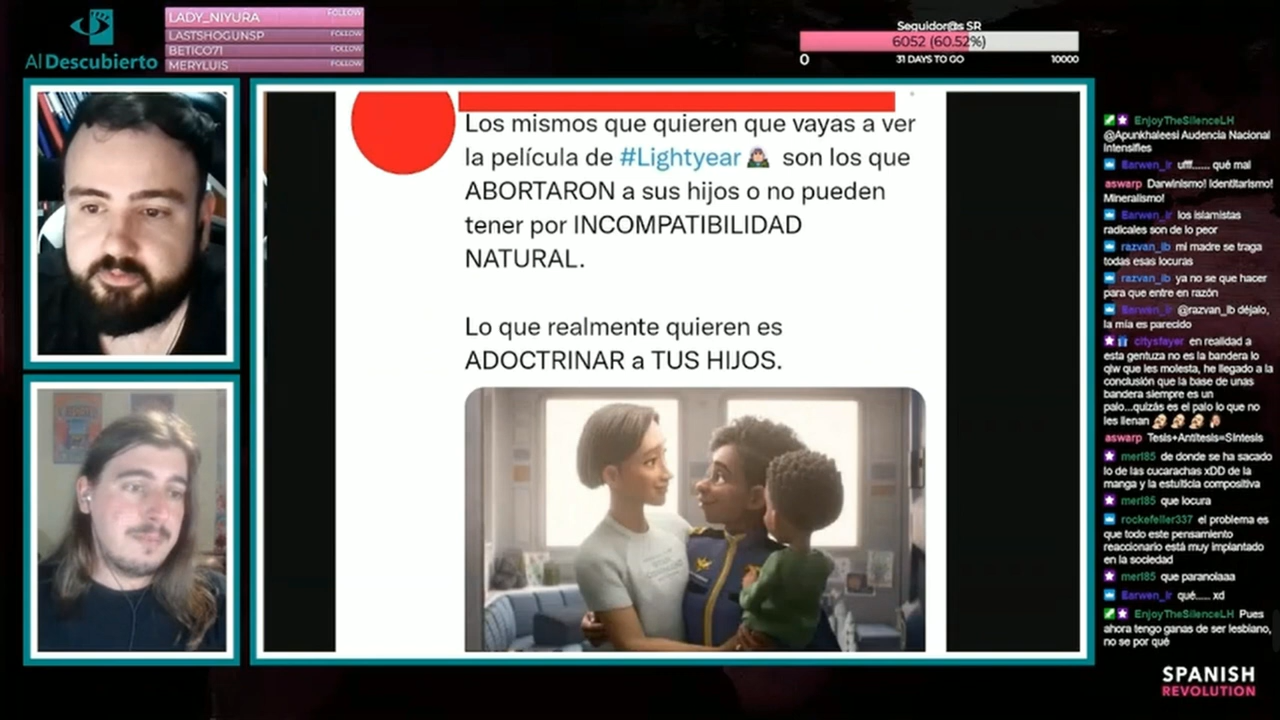 LADY_NIYURA FOLLOW
LASTSHOGUNSP FOLLOW
BETICO71 FOLLOW
MERYLUIS FOLLOW
Al Descubierto
Seguidor@s SR
6052 (60.52%)
0 31 DAYS TO GO 10000
Los mismos que quieren que vayas a ver
la película de #Lightyear son los que
ABORTARON a sus hijos o no pueden
tener por INCOMPATIBILIDAD
NATURAL.
Lo que realmente quieren es
ADOCTRINAR a TUS HIJOS.
EnjoyTheSilenceLH
@Apunkhaleesi Audencia Nacional
Intensifies
Earwen_ir ufff....... qué mal
aswarp Darwinismo! Identitarismo!
Mineralismo!
Earwen_ir los islamistas
radicales son de lo peor
razvan_ib mi madre se traga
todas esas locuras
razvan_ib ya no se que hacer
para que entre en razón
Earwen_ir @razvan_ib déjalo,
la mía es parecido
citysfayer en realidad a
esta gentuza no es la bandera lo
qiw que les molesta, he llegado a la
conclusión que la base de unas
bandera siempre es un
palo...quizás es el palo lo que no
les llenan
aswarp Tesis+Antítesis=Síntesis
merl85 de donde se ha sacado
lo de las cucarachas xDD de la
manga y la estulticia compositiva
merl85 que locura
rockefeller337 el problema es
que todo este pensamiento
reaccionario está muy implantado
en la sociedad
merl85 que paranoiaaa
Earwen_ir qué...... xd
EnjoyTheSilenceLH Pues
ahora tengo ganas de ser lesbiano,
no se por qué
SPANISH
REVOLUTION